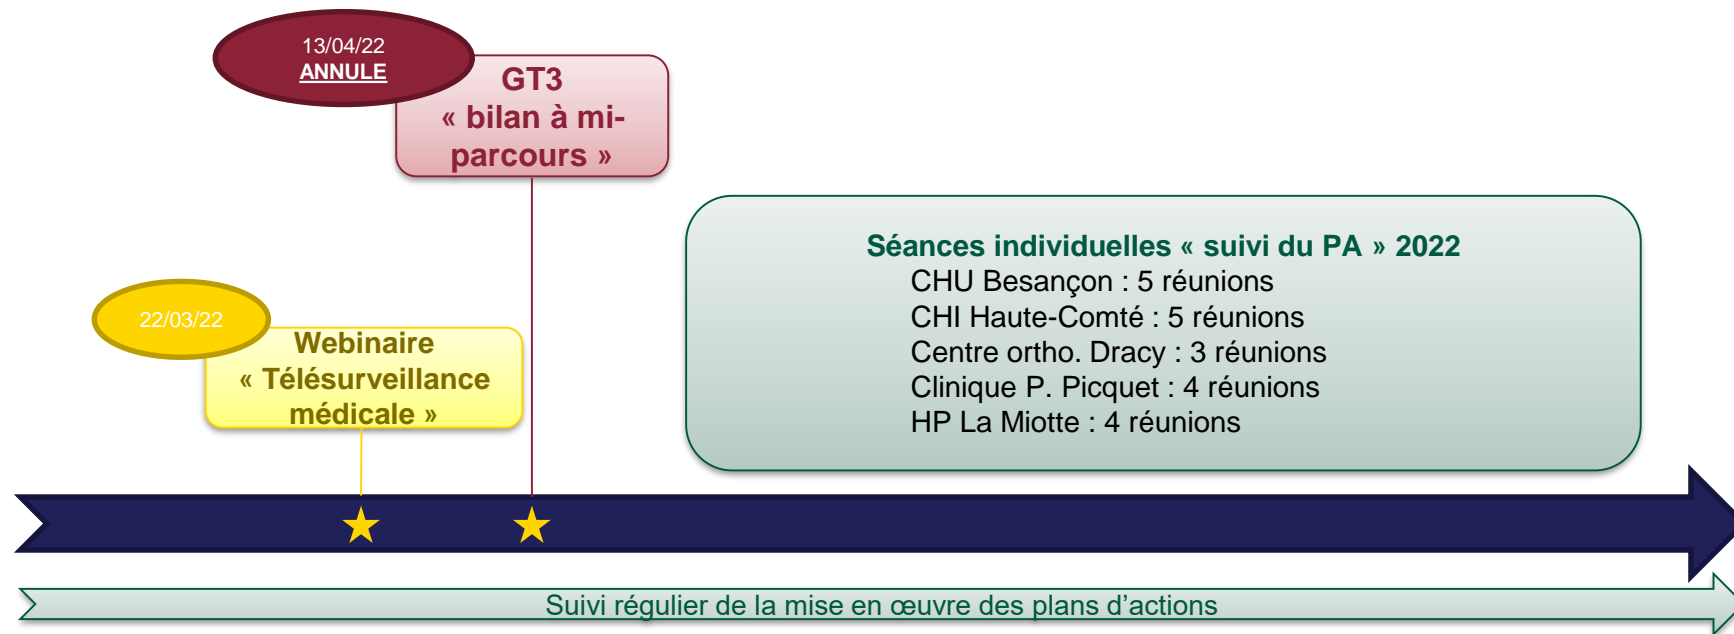 13/04/22
ANNULE
GT3
« bilan à mi-
parcours »
22/03/22
Webinaire
« Télésurveillance
médicale »
Séances individuelles « suivi du PA » 2022
CHU Besançon : 5 réunions
CHI Haute-Comté : 5 réunions
Centre ortho. Dracy : 3 réunions
Clinique P. Picquet : 4 réunions
HP La Miotte : 4 réunions
Suivi régulier de la mise en œuvre des plans d’actions